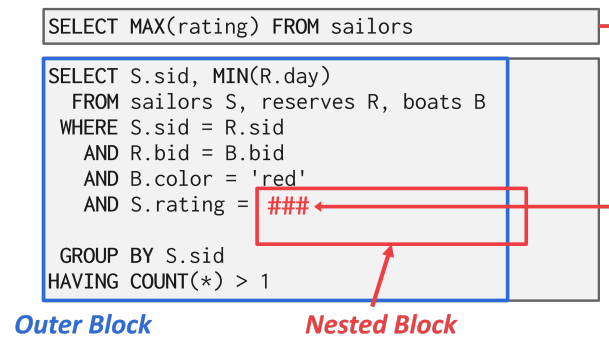 SELECT MAX(rating) FROM sailors
SELECT S.sid, MIN(R.day)
FROM sailors S, reserves R, boats B
WHERE S.sid = R.sid
AND R.bid = B.bid
AND B.color = 'red'
AND S.rating = ###
GROUP BY S.sid
HAVING COUNT(*) > 1
Outer Block
Nested Block